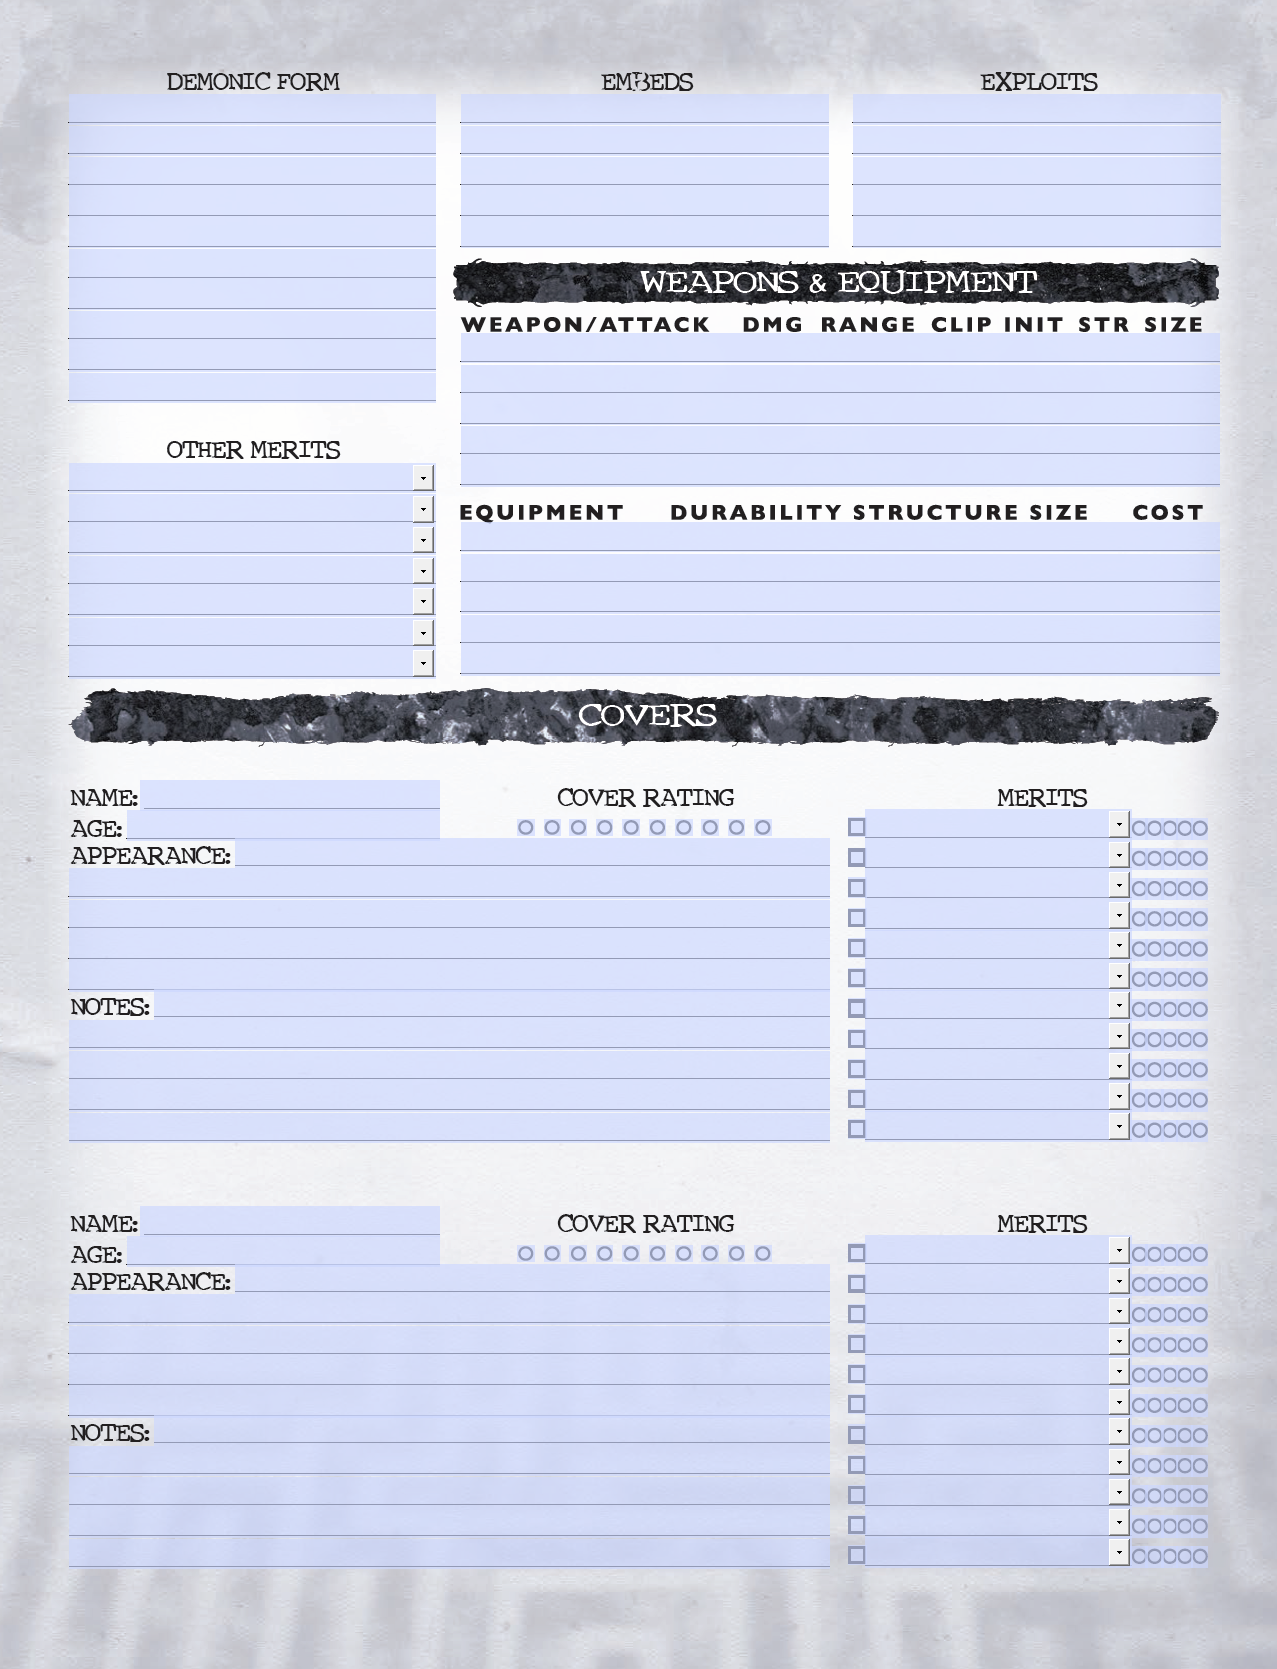 DEMONIC FORM
EMBEDS
EXPLOITS
WEAPONS & EQUIPMENT
WEAPON/ATTACK DMG RANGE CLIP INIT STR SIZE
OTHER MERITS
EQUIPMENT DURABILITY STRUCTURE SIZE COST
COVERS
NAME:
COVER RATING
MERITS
AGE:
APPEARANCE:
NOTES:
NAME:
COVER RATING
MERITS
AGE:
APPEARANCE:
NOTES: